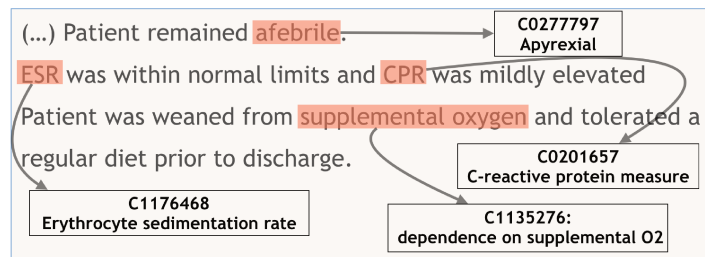 (...) Patient remained afebrile.
C0277797
Apyrexial
ESR was within normal limits and CPR was mildly elevated
Patient was weaned from supplemental oxygen and tolerated a
regular diet prior to discharge.
C0201657
C-reactive protein measure
C1176468
Erythrocyte sedimentation rate
C1135276:
dependence on supplemental O2